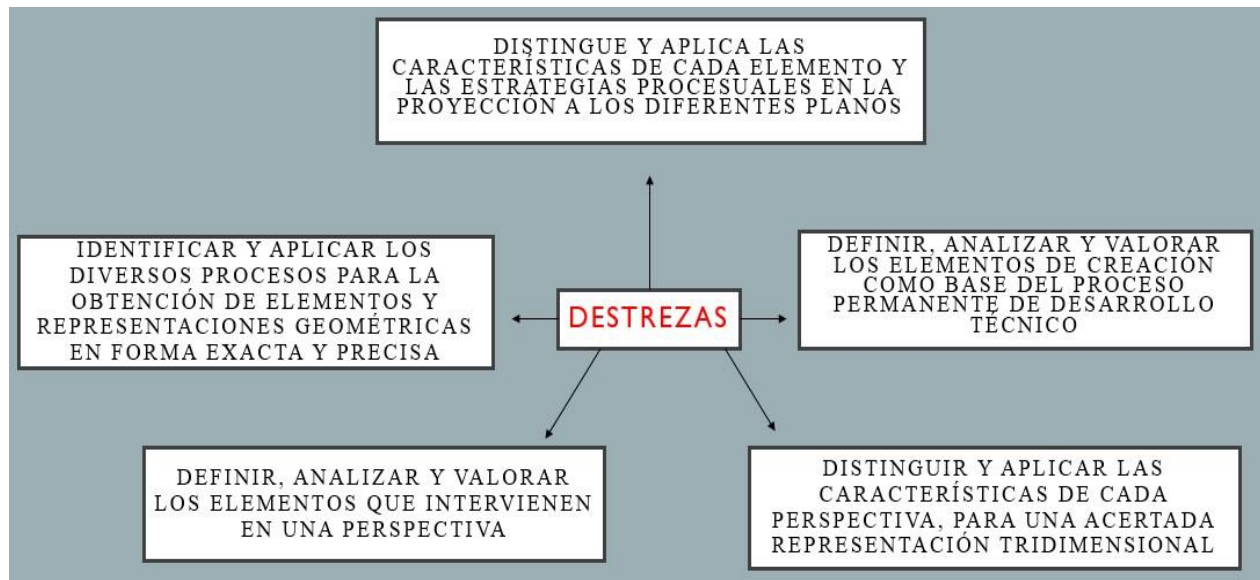 DISTINGUE Y APLICA LAS
CARACTERÍSTICAS DE CADA ELEMENTO Y
LAS ESTRATEGIAS PROCESUALES EN LA
PROYECCIÓN A LOS DIFERENTES PLANOS
IDENTIFICAR Y APLICAR LOS
DIVERSOS PROCESOS PARA LA
OBTENCIÓN DE ELEMENTOS Y
REPRESENTACIONES GEOMÉTRICAS
EN FORMA EXACTA Y PRECISA
DESTREZAS
DEFINIR, ANALIZAR Y VALORAR
LOS ELEMENTOS DE CREACIÓN
COMO BASE DEL PROCESO
PERMANENTE DE DESARROLLO
TÉCNICO
DEFINIR, ANALIZAR Y VALORAR
LOS ELEMENTOS QUE INTERVIENEN
EN UNA PERSPECTIVA
DISTINGUIR Y APLICAR LAS
CARACTERÍSTICAS DE CADA
PERSPECTIVA, PARA UNA ACERTADA
REPRESENTACIÓN TRIDIMENSIONAL